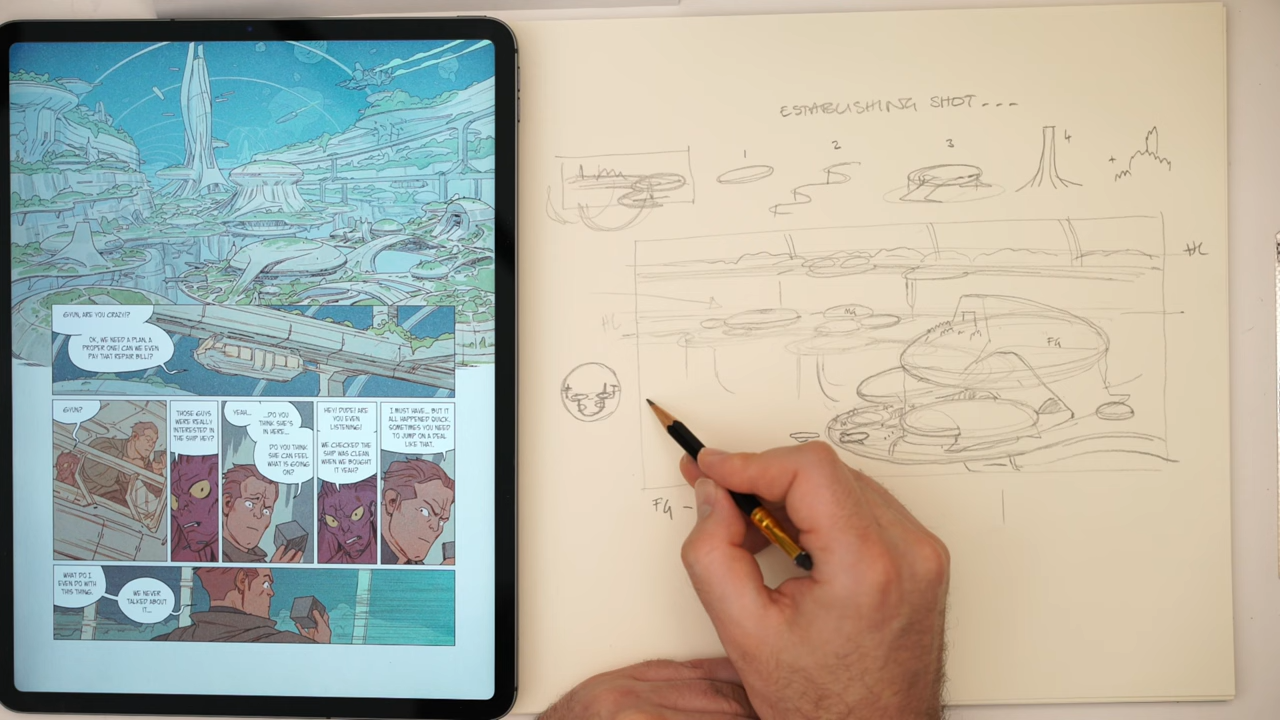 GYUN, ARE YOU CRAZY!?
OK, WE NEED A PLAN, A
PROPER ONE! CAN WE EVEN
PAY THAT REPAIR BILL!?
GYUN?
THOSE GUYS
WERE REALLY
INTERESTED IN
THE SHIP HEY?
YEAH...
...DO YOU
THINK SHE'S
IN HERE...
DO YOU THINK
SHE CAN FEEL
WHAT IS GOING
ON?
HEY! DUDE! ARE
YOU EVEN
LISTENING!
WE CHECKED THE
SHIP WAS CLEAN
WHEN WE BOUGHT
IT YEAH?
I MUST HAVE... BUT IT
ALL HAPPENED QUICK.
SOMETIMES YOU NEED
TO JUMP ON A DEAL
LIKE THAT.
WHAT DO I
EVEN DO WITH
THIS THING.
WE NEVER
TALKED ABOUT
IT...
ESTABLISHING SHOT---
1
2
3
4
+
HL
HL
MG
FG
FG -